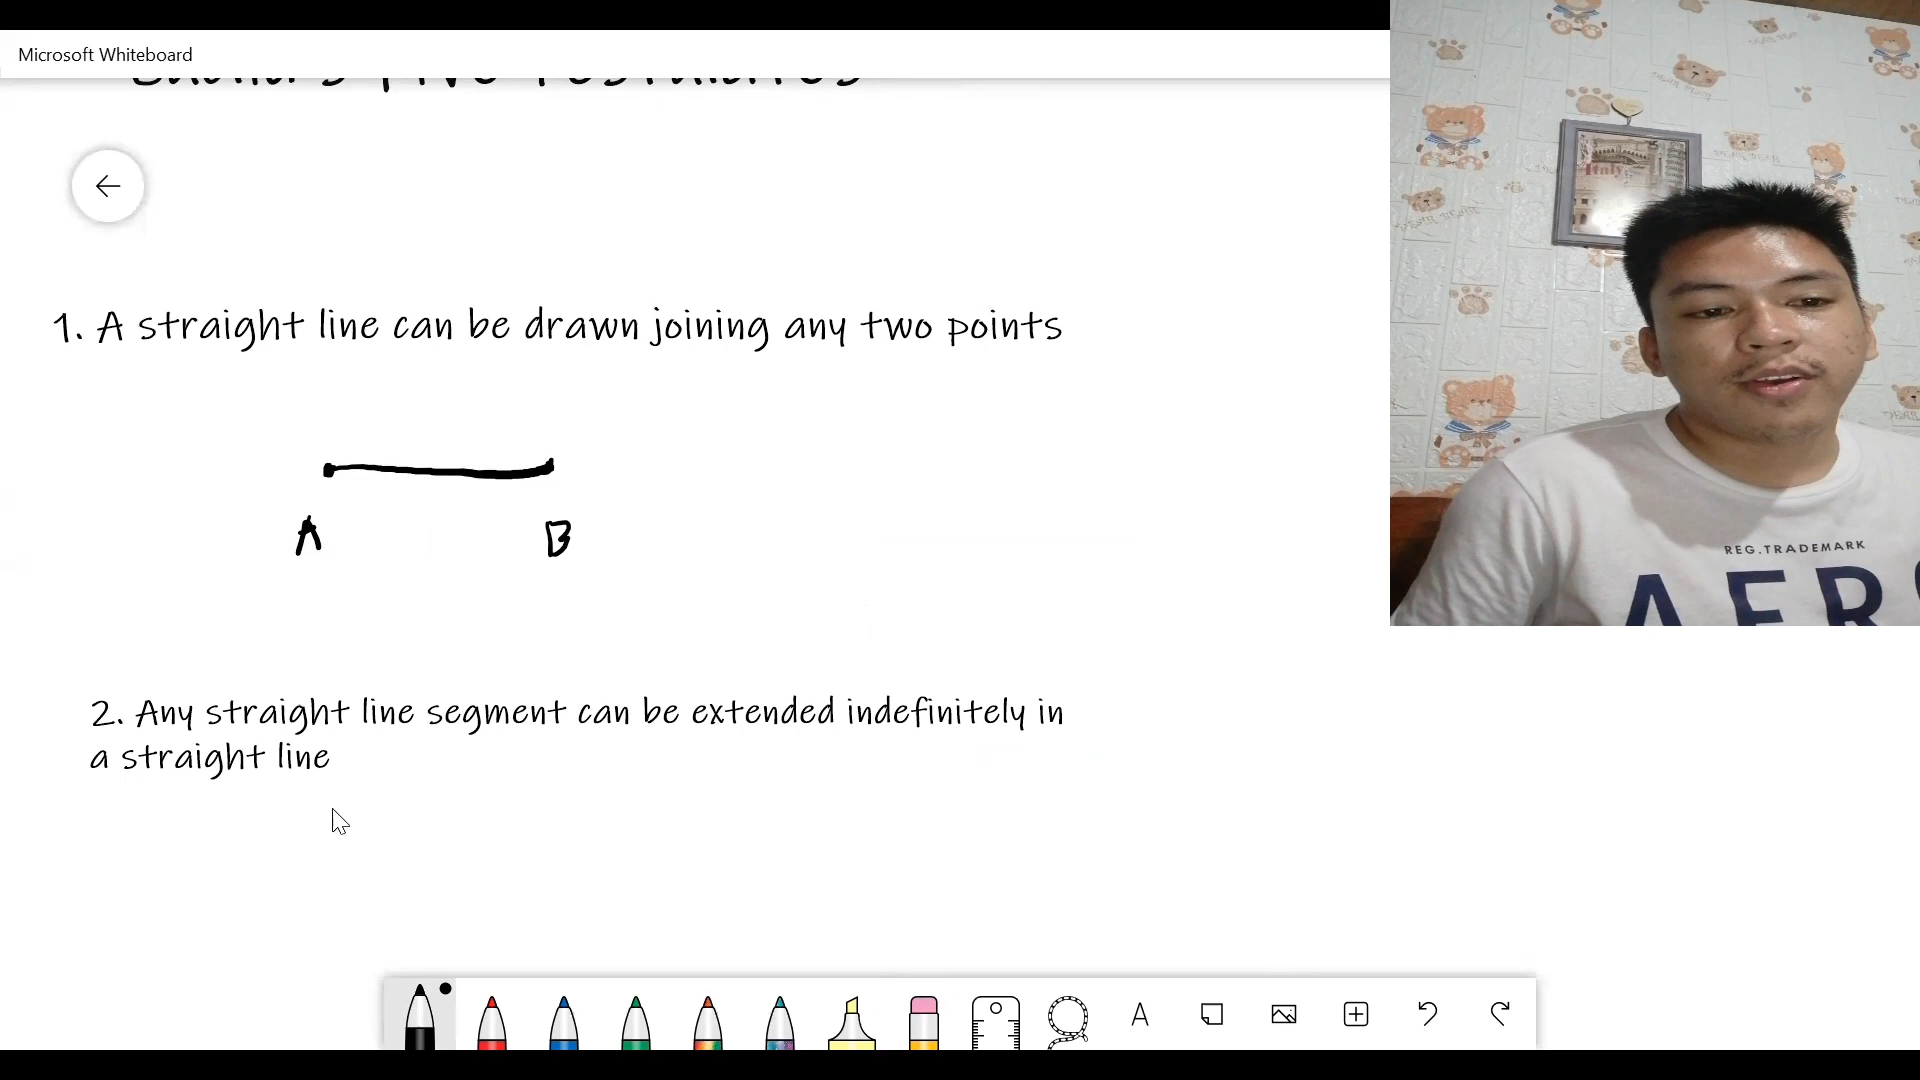 Microsoft Whiteboard
1. A straight line can be drawn joining any two points
A B
2. Any straight line segment can be extended indefinitely in
a straight line
A
Italy
REG.TRADEMARK